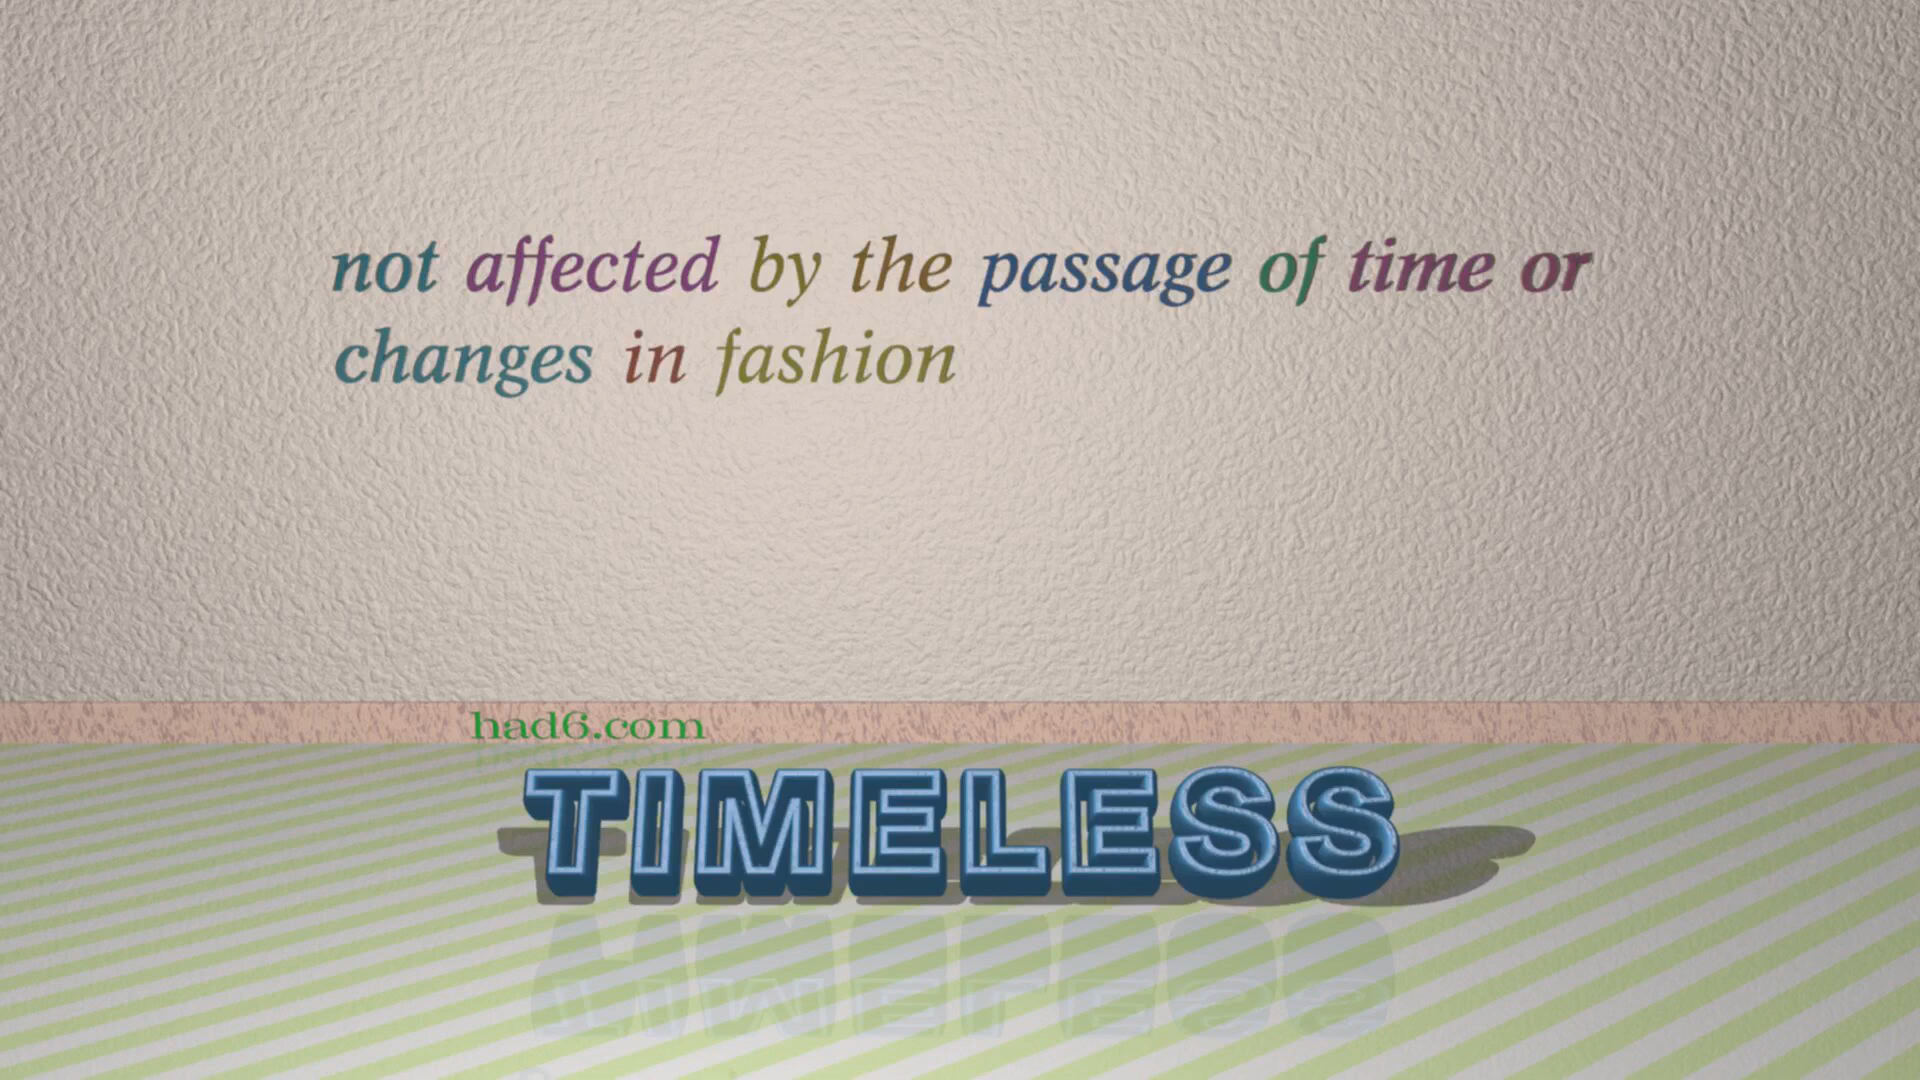 not affected by the passage of time or
changes in fashion
had6.com
TIMELESS